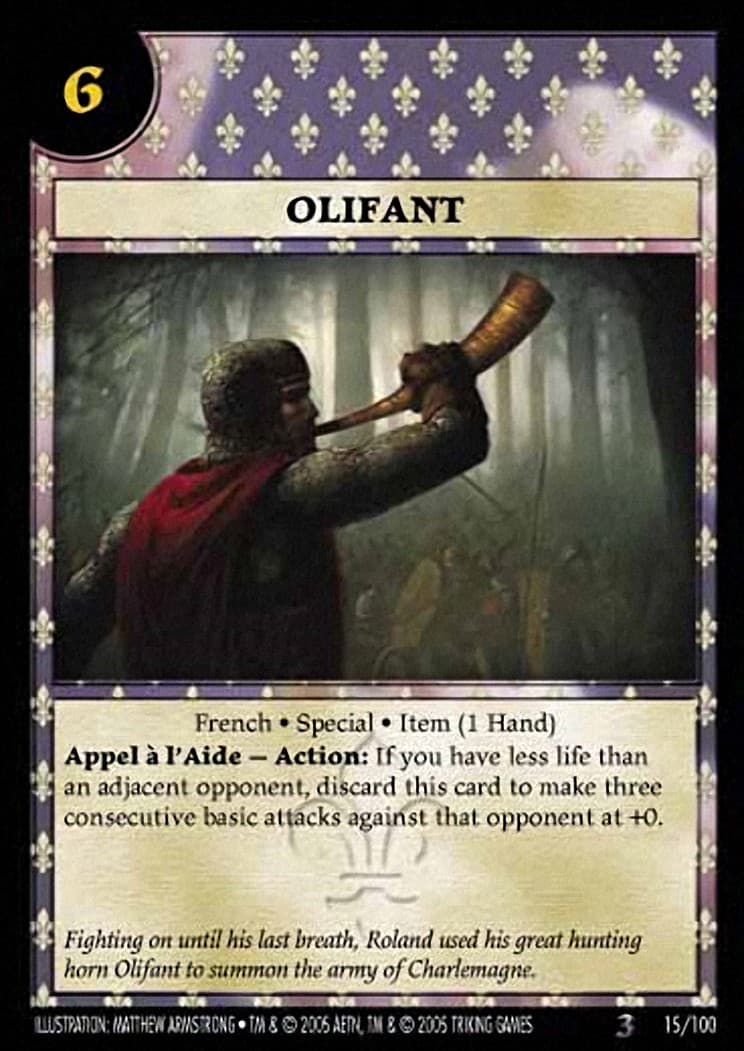 6
OLIFANT
French • Special • Item (1 Hand)
Appel à l'Aide – Action: If you have less life than
an adjacent opponent, discard this card to make three
consecutive basic attacks against that opponent at +0.
Fighting on until his last breath, Roland used his great hunting
horn Olifant to summon the army of Charlemagne.
ILLUSTRATION: MATTHEW ARMSTRONG • TM & © 2005 AETN, TM & © 2005 TRIKING GAMES 3 15/100